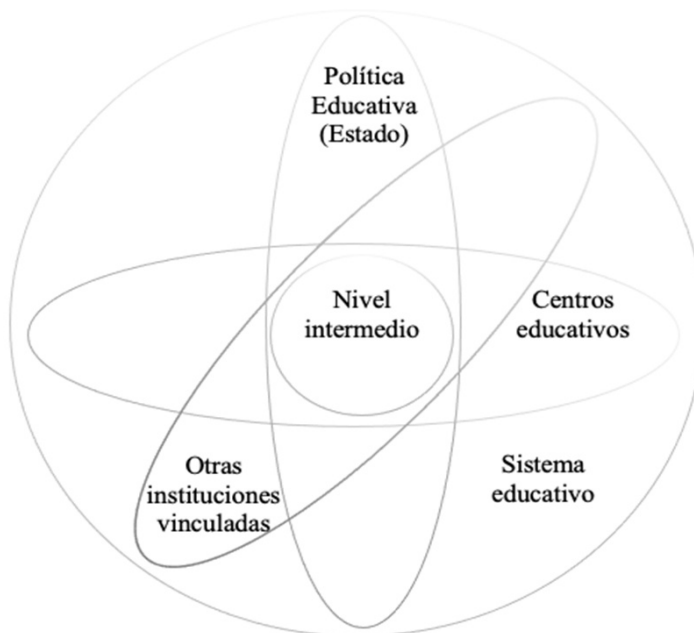 Política
Educativa
(Estado)
Nivel
intermedio
Centros
educativos
Otras
instituciones
vinculadas
Sistema
educativo